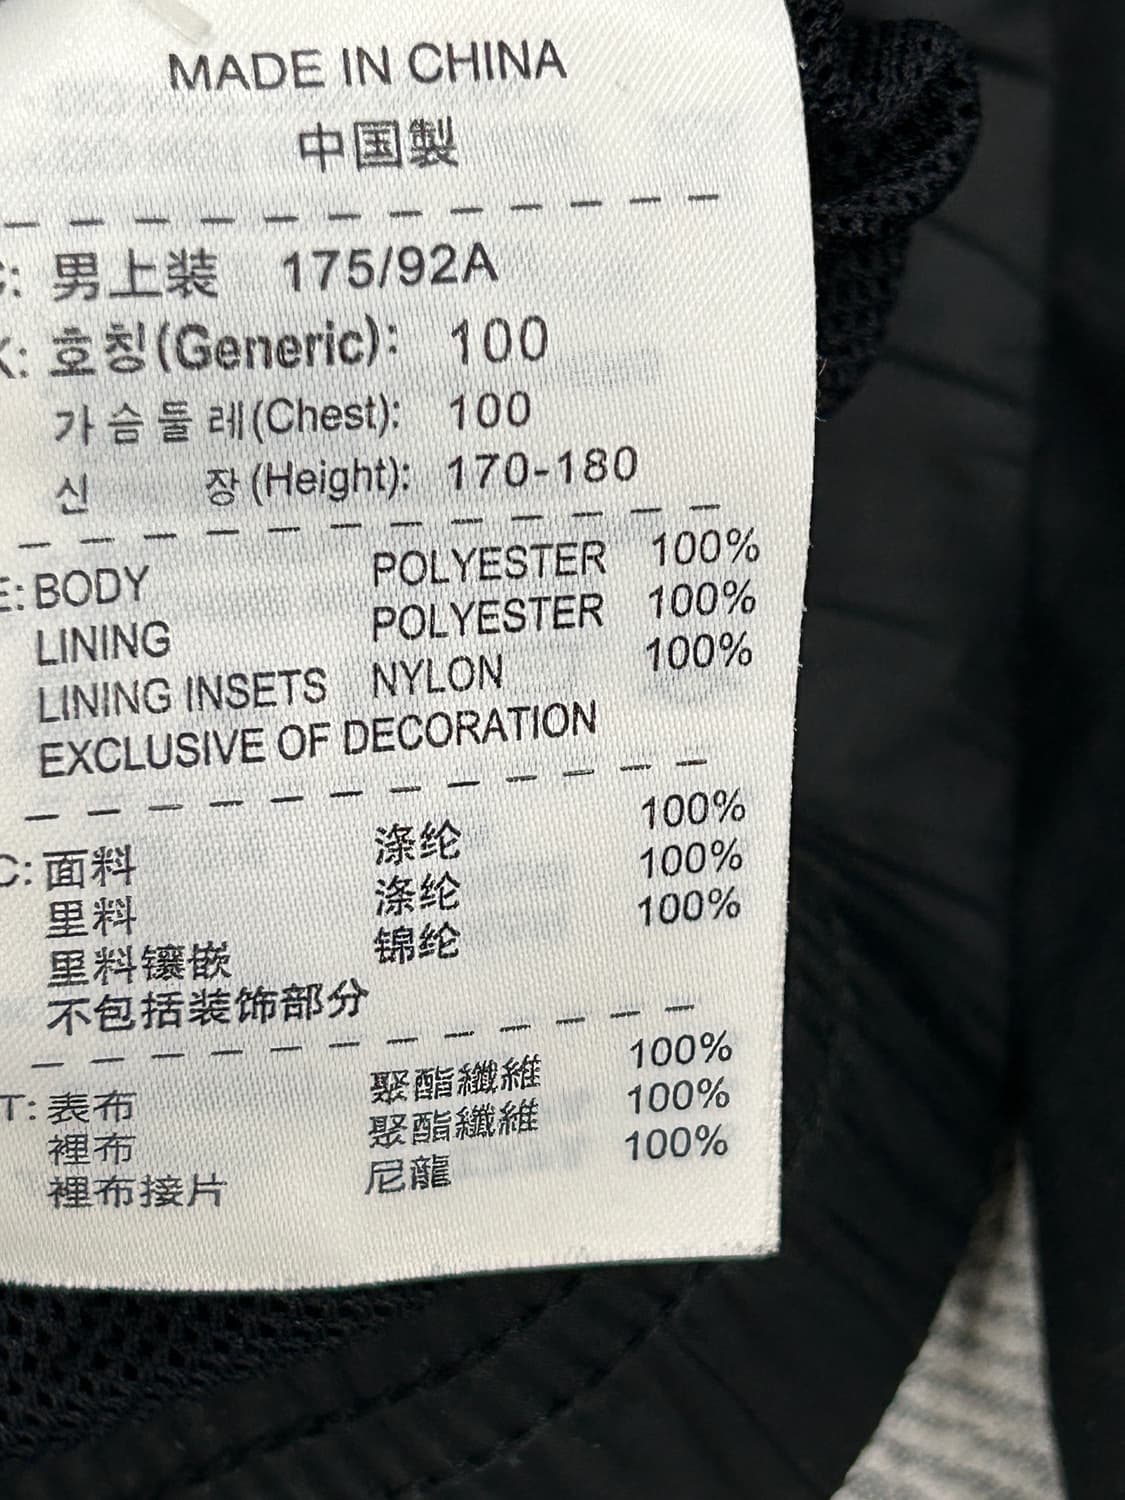 MADE IN CHINA
中国製
C: 男上装 175/92A
K: 호칭(Generic): 100
가슴둘레(Chest): 100
신 장(Height): 170-180
E: BODY POLYESTER 100%
LINING POLYESTER 100%
LINING INSETS NYLON 100%
EXCLUSIVE OF DECORATION
C: 面料 涤纶 100%
里料 涤纶 100%
里料镶嵌 锦纶 100%
不包括装饰部分
T: 表布 聚酯纖維 100%
裡布 聚酯纖維 100%
裡布接片 尼龍 100%